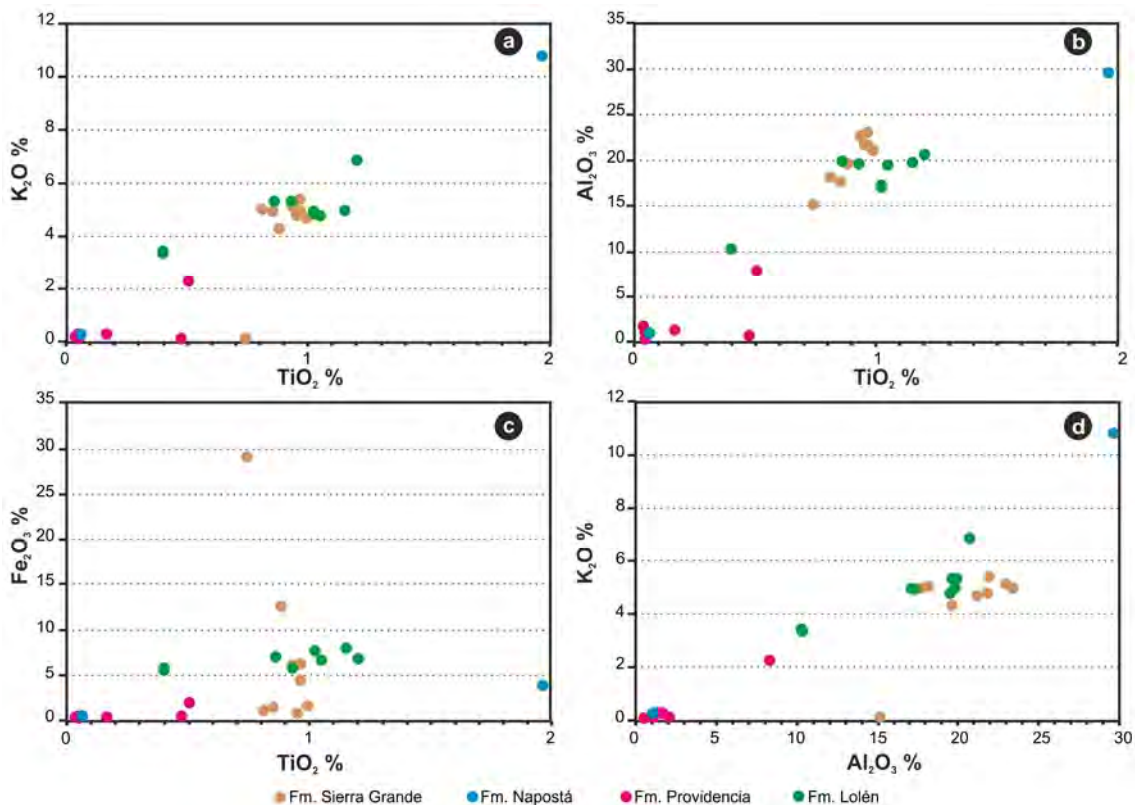 a
12
10
8
6
4
2
0
K₂O %
0
1
2
TiO₂ %
b
35
30
25
20
15
10
5
0
Al₂O₃ %
0
1
2
TiO₂ %
c
35
30
25
20
15
10
5
0
Fe₂O₃ %
0
1
2
TiO₂ %
d
12
10
8
6
4
2
0
K₂O %
0
5
10
15
20
25
30
Al₂O₃ %
Fm. Sierra Grande
Fm. Napostá
Fm. Providencia
Fm. Lolén